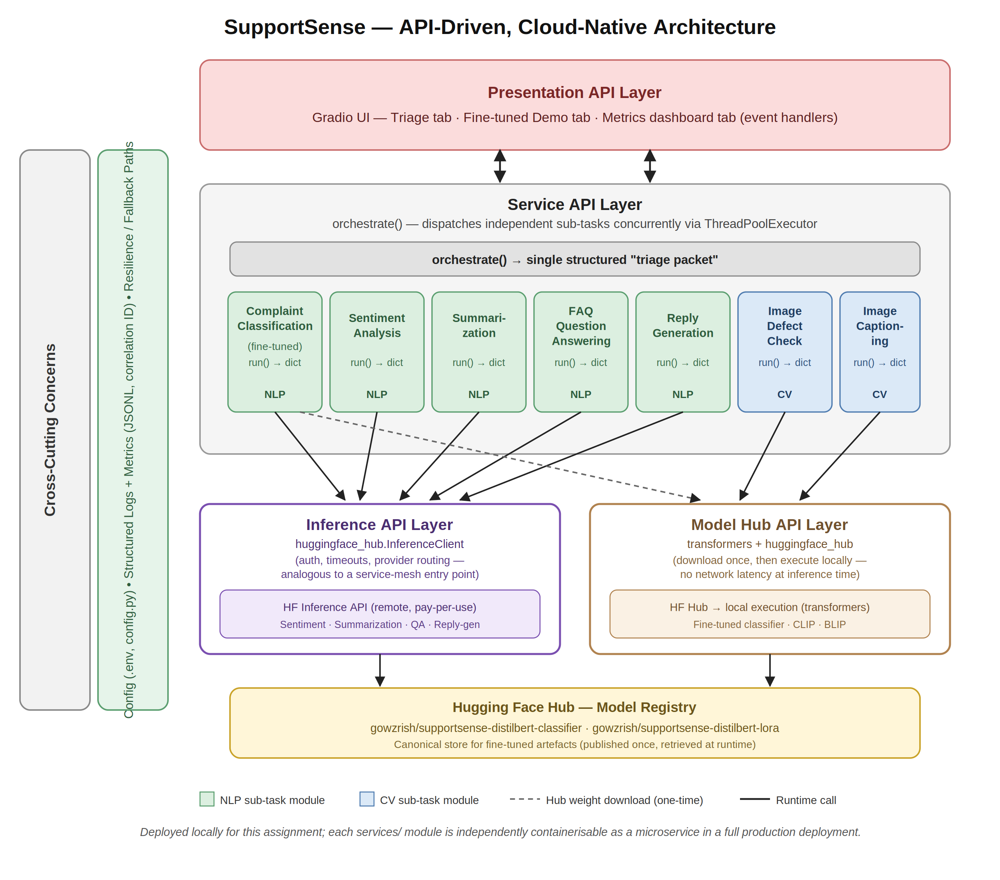 SupportSense — API-Driven, Cloud-Native Architecture
Presentation API Layer
Gradio UI — Triage tab · Fine-tuned Demo tab · Metrics dashboard tab (event handlers)
Cross-Cutting Concerns
Config (.env, config.py) • Structured Logs + Metrics (JSONL, correlation ID) • Resilience / Fallback Paths
Service API Layer
orchestrate() — dispatches independent sub-tasks concurrently via ThreadPoolExecutor
orchestrate() → single structured "triage packet"
Complaint
Classification
(fine-tuned)
run() → dict
NLP
Sentiment
Analysis
run() → dict
NLP
Summari-
zation
run() → dict
NLP
FAQ
Question
Answering
run() → dict
NLP
Reply
Generation
run() → dict
NLP
Image
Defect
Check
run() → dict
CV
Image
Caption-
ing
run() → dict
CV
Inference API Layer
huggingface_hub.InferenceClient
(auth, timeouts, provider routing —
analogous to a service-mesh entry point)
HF Inference API (remote, pay-per-use)
Sentiment · Summarization · QA · Reply-gen
Model Hub API Layer
transformers + huggingface_hub
(download once, then execute locally —
no network latency at inference time)
HF Hub → local execution (transformers)
Fine-tuned classifier · CLIP · BLIP
Hugging Face Hub — Model Registry
gowzrish/supportsense-distilbert-classifier · gowzrish/supportsense-distilbert-lora
Canonical store for fine-tuned artefacts (published once, retrieved at runtime)
NLP sub-task module
CV sub-task module
Hub weight download (one-time)
Runtime call
Deployed locally for this assignment; each services/ module is independently containerisable as a microservice in a full production deployment.